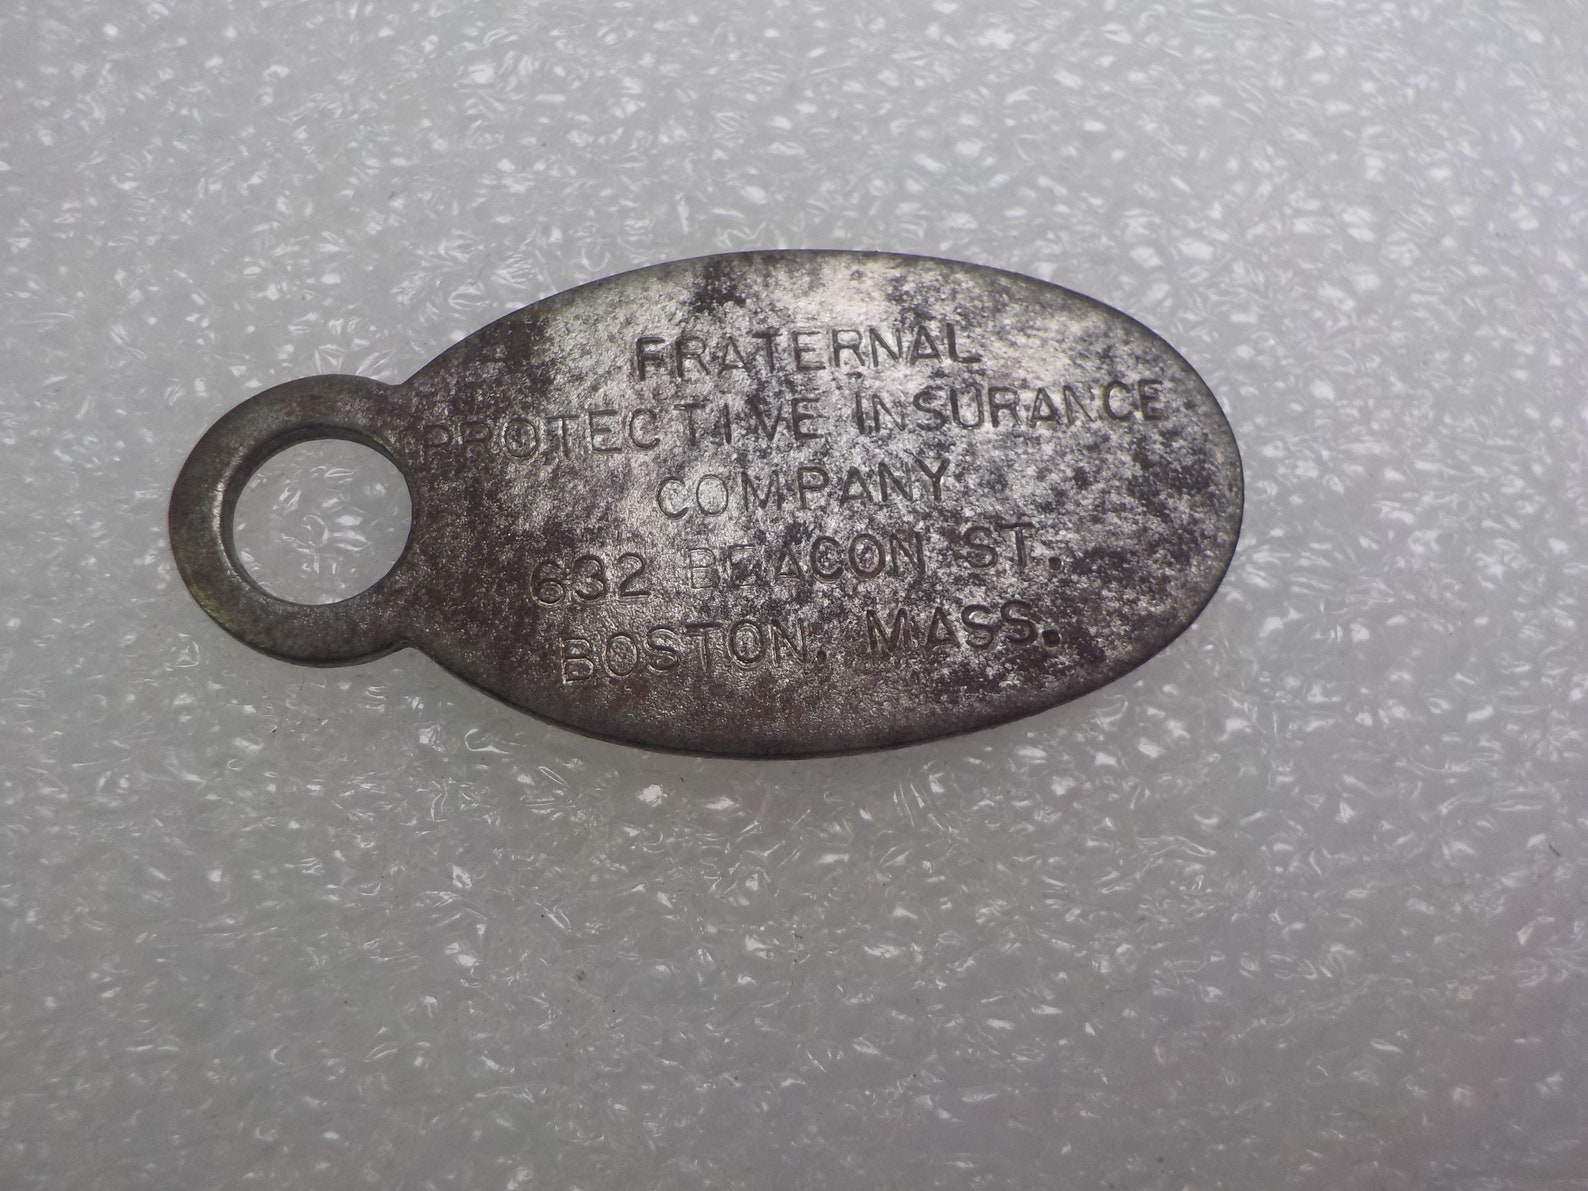 FRATERNAL
PROTECTIVE INSURANCE
COMPANY
632 BEACON ST.
BOSTON, MASS.